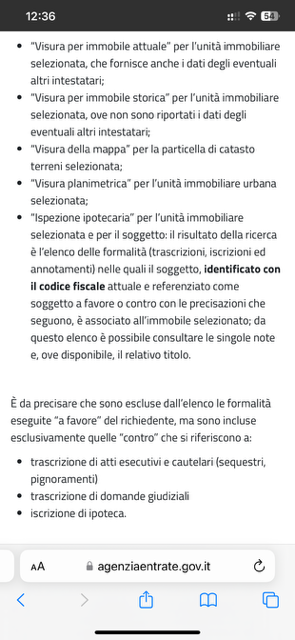 12:36
54
• "Visura per immobile attuale" per l'unità immobiliare
selezionata, che fornisce anche i dati degli eventuali
altri intestatari;
• "Visura per immobile storica" per l'unità immobiliare
selezionata, ove non sono riportati i dati degli
eventuali altri intestatari;
• "Visura della mappa" per la particella di catasto
terreni selezionata;
• "Visura planimetrica" per l'unità immobiliare urbana
selezionata;
• "Ispezione ipotecaria" per l'unità immobiliare
selezionata e per il soggetto: il risultato della ricerca
è l'elenco delle formalità (trascrizioni, iscrizioni ed
annotamenti) nelle quali il soggetto, identificato con
il codice fiscale attuale e referenziato come
soggetto a favore o contro con le precisazioni che
seguono, è associato all'immobile selezionato; da
questo elenco è possibile consultare le singole note
e, ove disponibile, il relativo titolo.
È da precisare che sono escluse dall'elenco le formalità
eseguite "a favore" del richiedente, ma sono incluse
esclusivamente quelle "contro" che si riferiscono a:
• trascrizione di atti esecutivi e cautelari (sequestri,
pignoramenti)
• trascrizione di domande giudiziali
• iscrizione di ipoteca.
AA agenziaentrate.gov.it